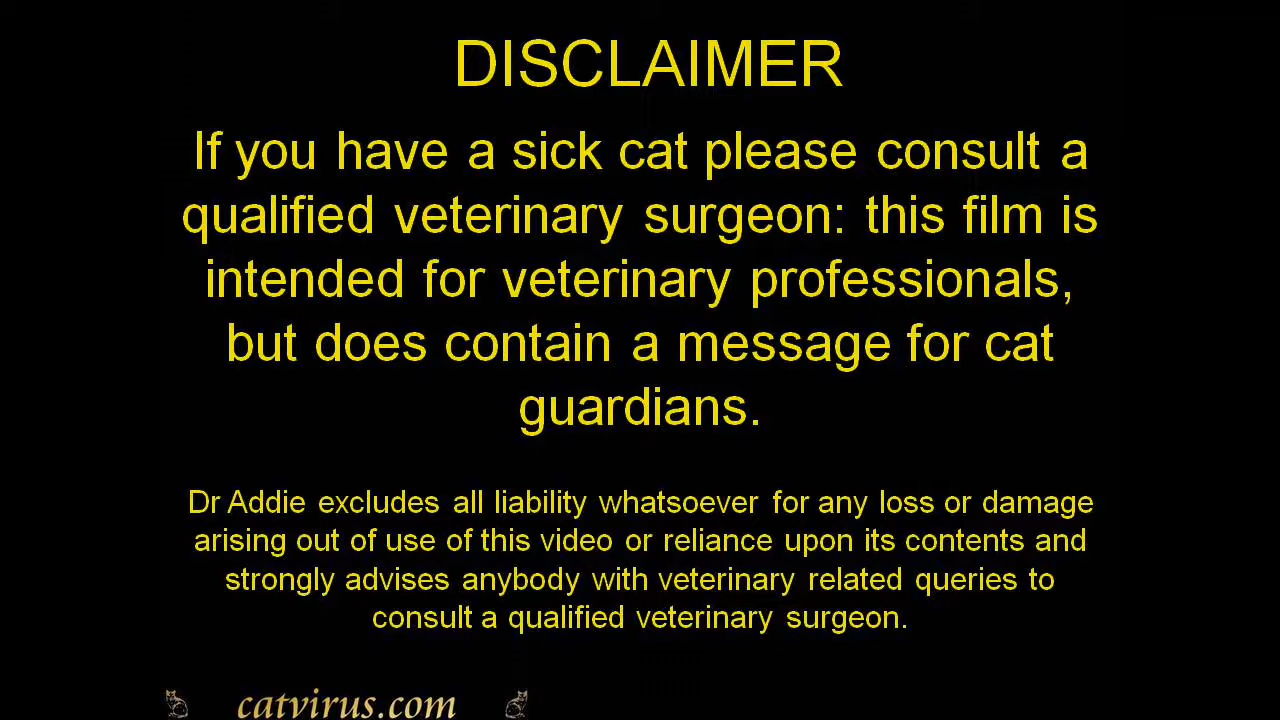 DISCLAIMER
If you have a sick cat please consult a
qualified veterinary surgeon: this film is
intended for veterinary professionals,
but does contain a message for cat
guardians.
Dr Addie excludes all liability whatsoever for any loss or damage
arising out of use of this video or reliance upon its contents and
strongly advises anybody with veterinary related queries to
consult a qualified veterinary surgeon.
catvirus.com